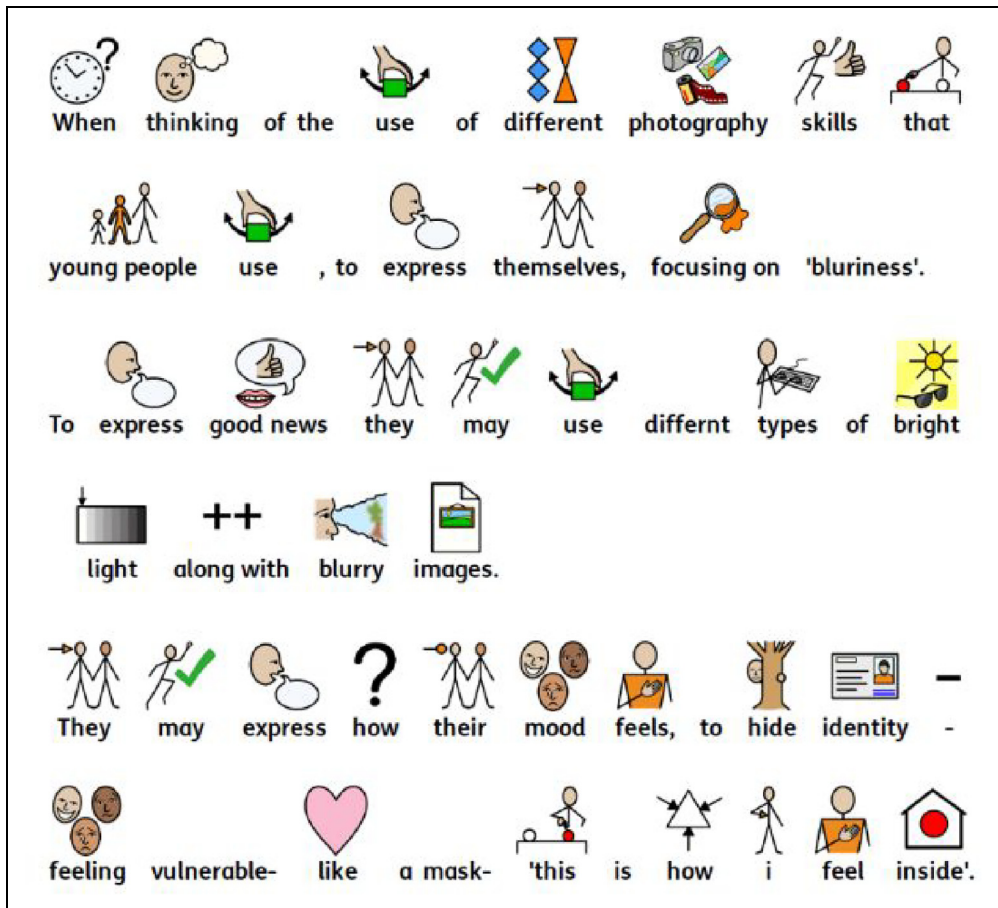 When thinking of the use of different photography skills that
young people use , to express themselves, focusing on 'bluriness'.
To express good news they may use differnt types of bright
light along with blurry images.
They may express how their mood feels, to hide identity -
feeling vulnerable- like a mask- 'this is how i feel inside'.